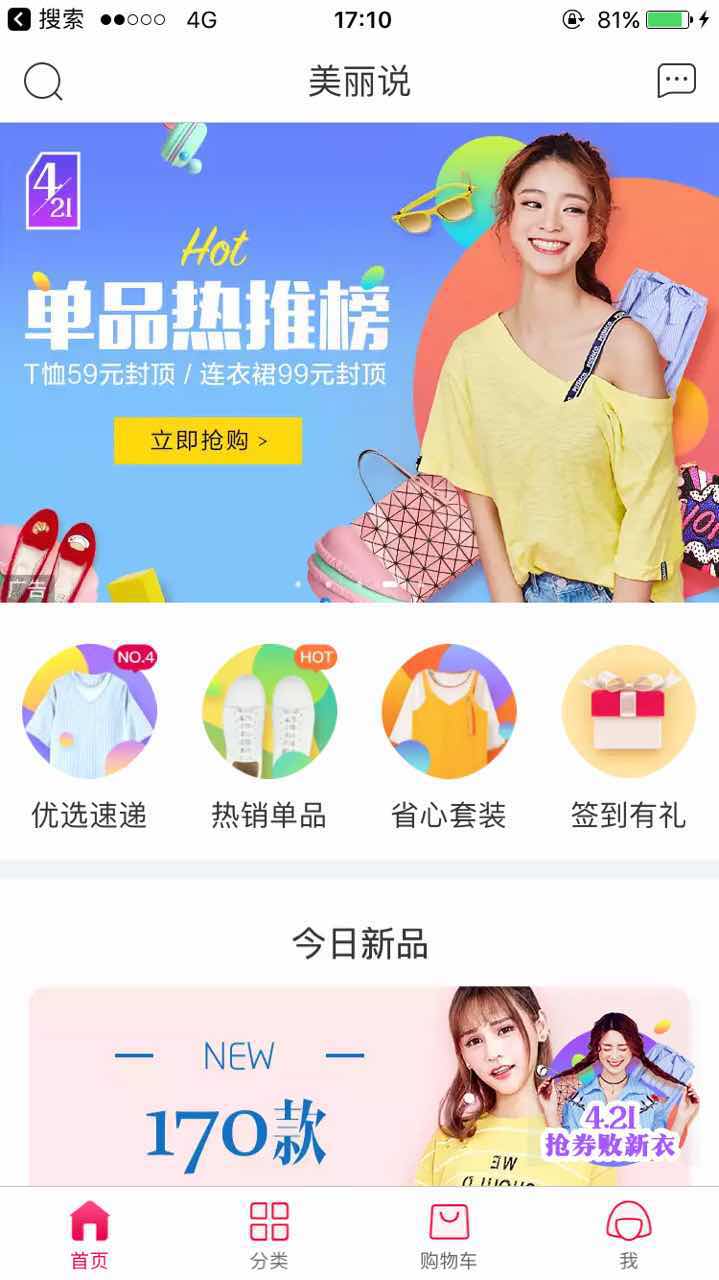 搜索 4G 17:10 81%
美丽说
4/21
Hot
单品热推榜
T恤59元封顶 / 连衣裙99元封顶
立即抢购 >
广告
NO.4
HOT
优选速递 热销单品 省心套装 签到有礼
今日新品
NEW
170款
4.21
抢券败新衣
首页 分类 购物车 我